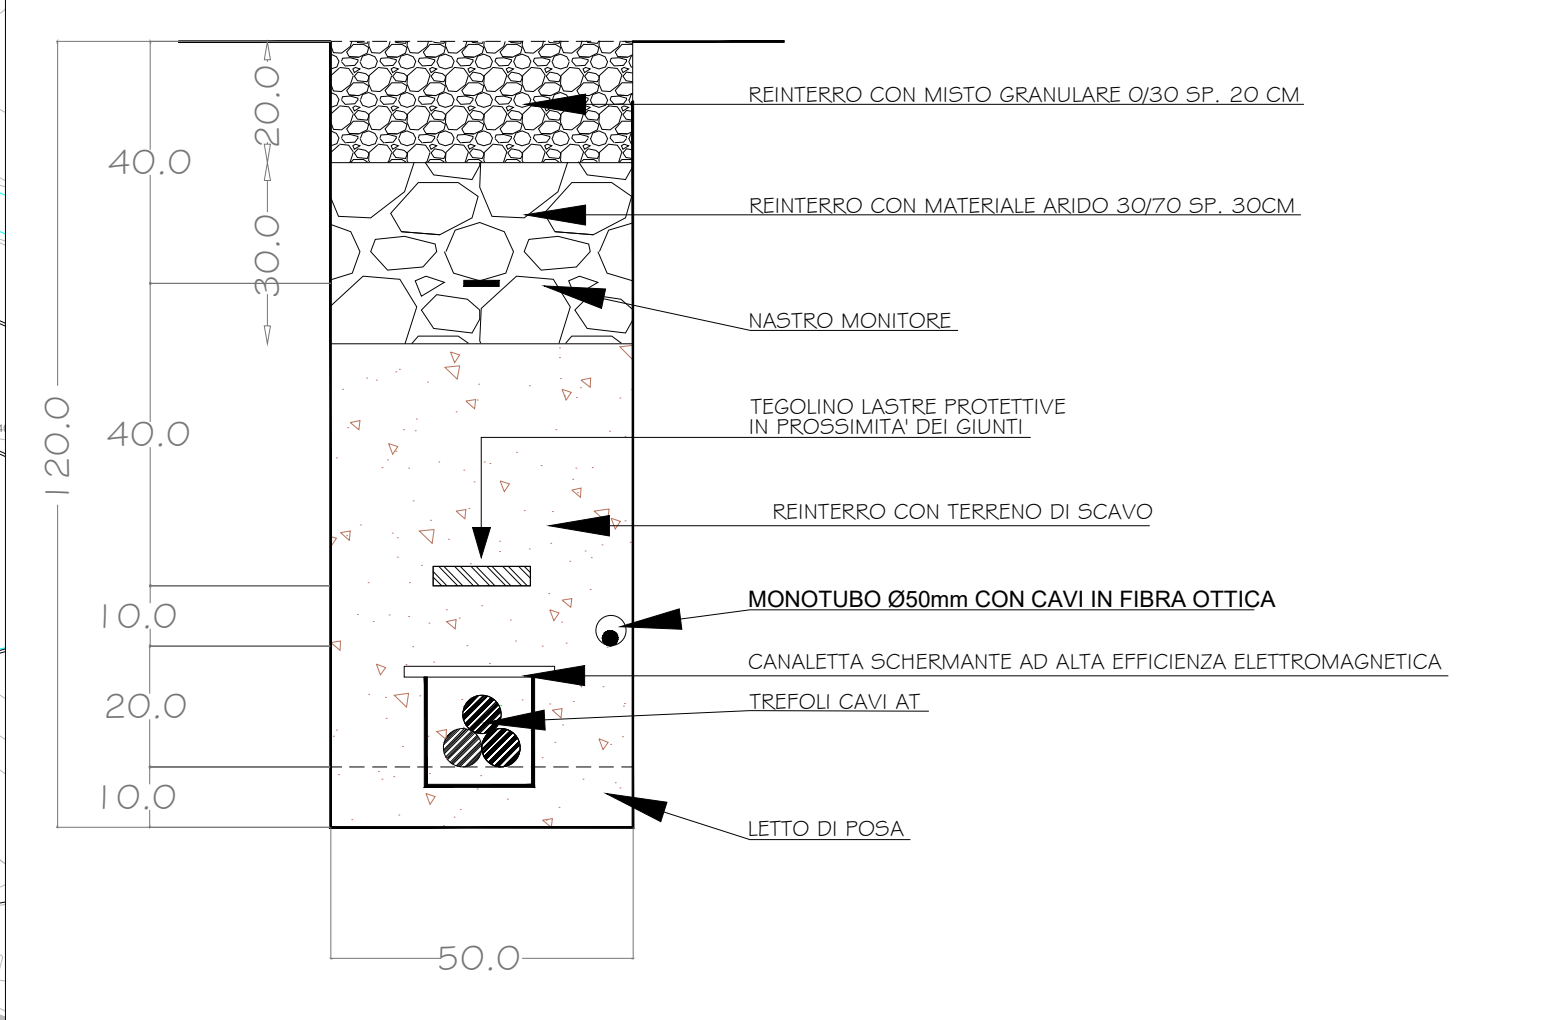 20.0
40.0
30.0
40.0
120.0
10.0
20.0
10.0
50.0
REINTERRO CON MISTO GRANULARE 0/30 SP. 20 CM
REINTERRO CON MATERIALE ARIDO 30/70 SP. 30CM
NASTRO MONITORE
TEGOLINO LASTRE PROTETTIVE
IN PROSSIMITA' DEI GIUNTI
REINTERRO CON TERRENO DI SCAVO
MONOTUBO Ø50mm CON CAVI IN FIBRA OTTICA
CANALETTA SCHERMANTE AD ALTA EFFICIENZA ELETTROMAGNETICA
TREFOLI CAVI AT
LETTO DI POSA